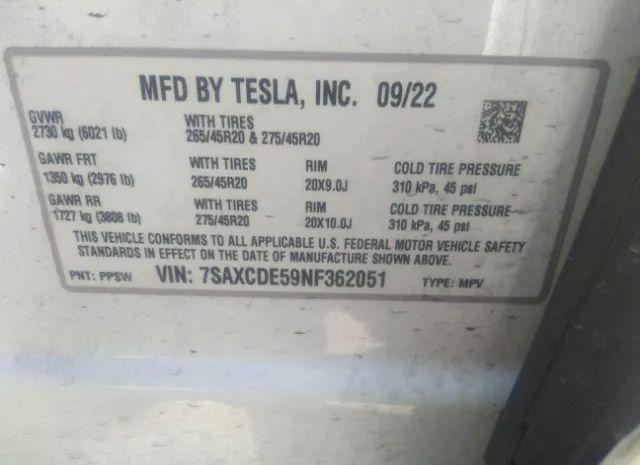 MFD BY TESLA, INC. 09/22
GVWR
2730 kg (6021 lb)
WITH TIRES
265/45R20 & 275/45R20
GAWR FRT
1350 kg (2976 lb)
WITH TIRES
265/45R20
RIM
20X9.0J
COLD TIRE PRESSURE
310 kPa, 45 psi
GAWR RR
1727 kg (3808 lb)
WITH TIRES
275/45R20
RIM
20X10.0J
COLD TIRE PRESSURE
310 kPa, 45 psi
THIS VEHICLE CONFORMS TO ALL APPLICABLE U.S. FEDERAL MOTOR VEHICLE SAFETY
STANDARDS IN EFFECT ON THE DATE OF MANUFACTURE SHOWN ABOVE.
PNT: PPSW VIN: 7SAXCDE59NF362051 TYPE: MPV